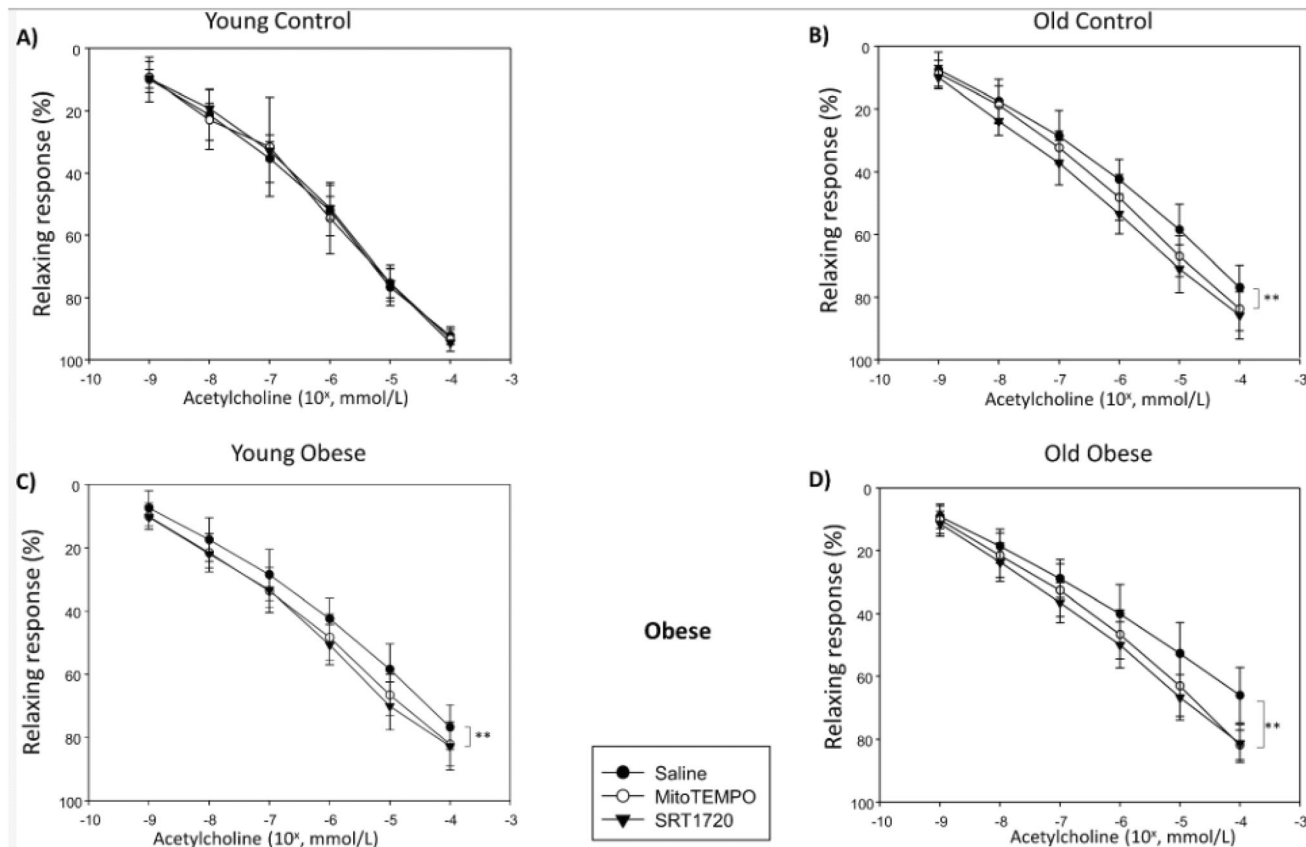 Young Control
A)
0
20
40
60
80
100
Relaxing response (%)
-10 -9 -8 -7 -6 -5 -4 -3
Acetylcholine (10ˣ, mmol/L)
Old Control
B)
0
20
40
60
80
100
Relaxing response (%)
**
-10 -9 -8 -7 -6 -5 -4 -3
Acetylcholine (10ˣ, mmol/L)
Young Obese
C)
0
20
40
60
80
100
Relaxing response (%)
**
-10 -9 -8 -7 -6 -5 -4 -3
Acetylcholine (10ˣ, mmol/L)
Obese
Saline
MitoTEMPO
SRT1720
Old Obese
D)
0
20
40
60
80
100
Relaxing response (%)
**
-10 -9 -8 -7 -6 -5 -4 -3
Acetylcholine (10ˣ, mmol/L)